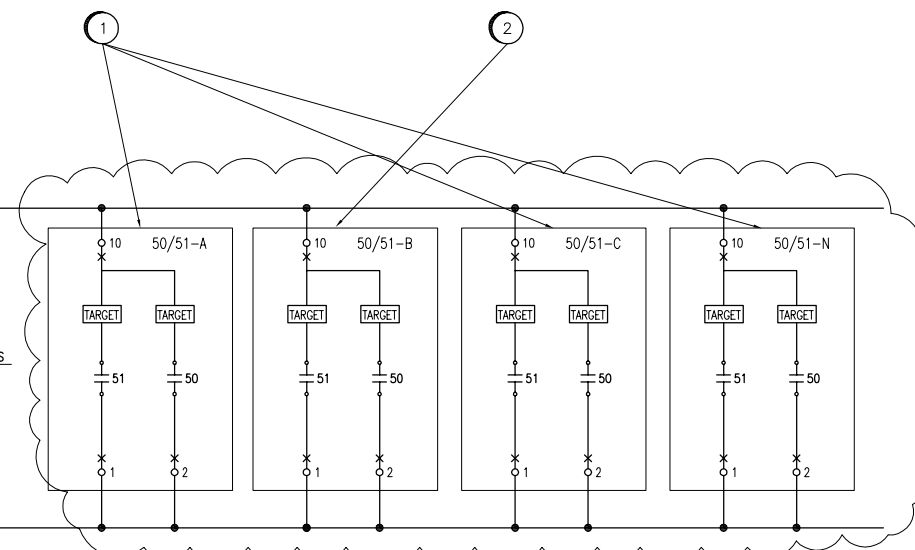 1 2
10 50/51-A 10 50/51-B 10 50/51-C 10 50/51-N
TARGET TARGET TARGET TARGET TARGET TARGET TARGET TARGET
S
51 50 51 50 51 50 51 50
1 2 1 2 1 2 1 2